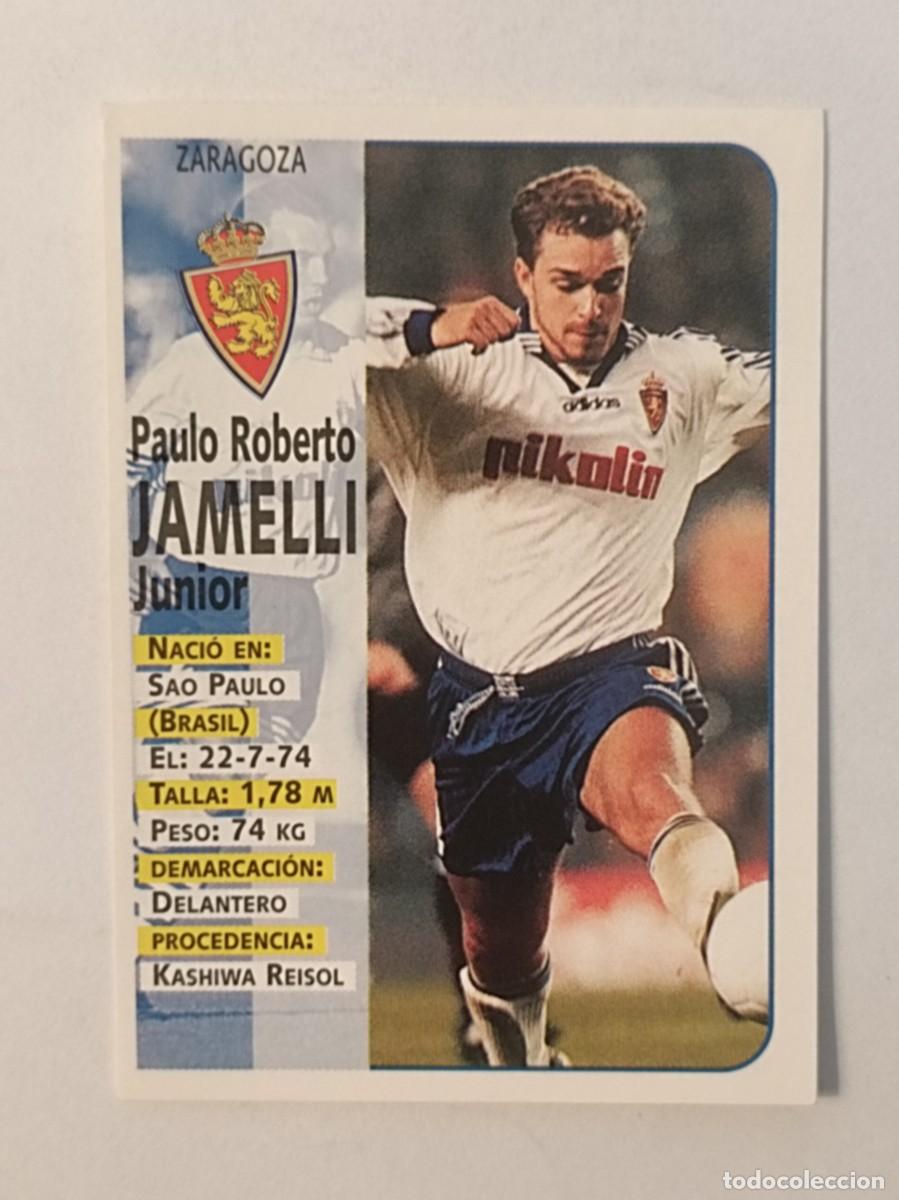 ZARAGOZA
Paulo Roberto
JAMELLI
Junior
NACIÓ EN:
SAO PAULO
(BRASIL)
EL: 22-7-74
TALLA: 1,78 M
PESO: 74 KG
DEMARCACIÓN:
DELANTERO
PROCEDENCIA:
KASHIWA REISOL
adidas
pikolin
todocoleccion